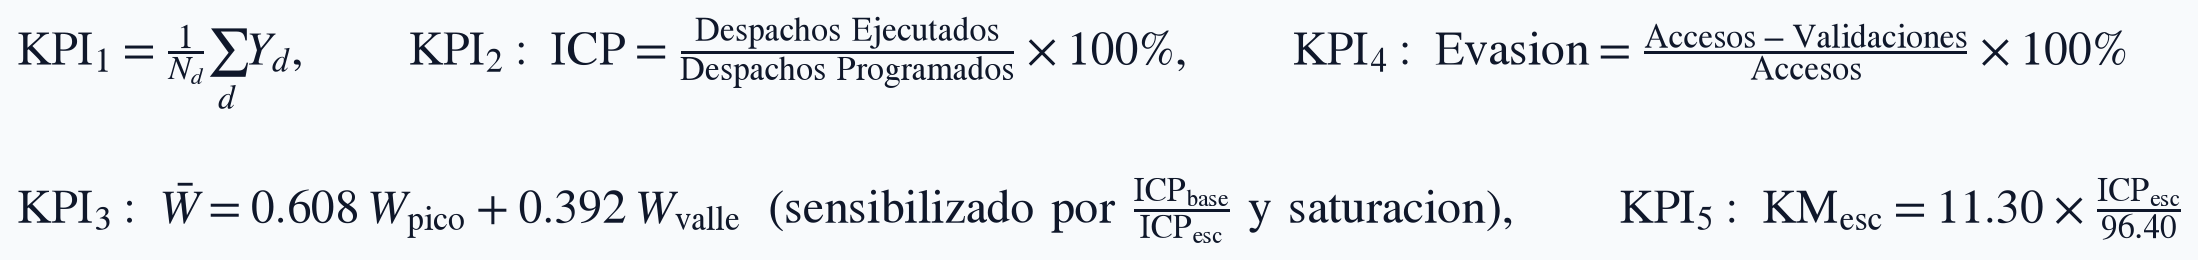 KPI₁ = 1/N_d ∑_d Y_d, KPI₂ : ICP = Despachos Ejecutados/Despachos Programados × 100%, KPI₄ : Evasion = Accesos – Validaciones/Accesos × 100%
KPI₃ : W̄ = 0.608 W_pico + 0.392 W_valle (sensibilizado por ICP_base/ICP_esc y saturacion), KPI₅ : KM_esc = 11.30 × ICP_esc/96.40